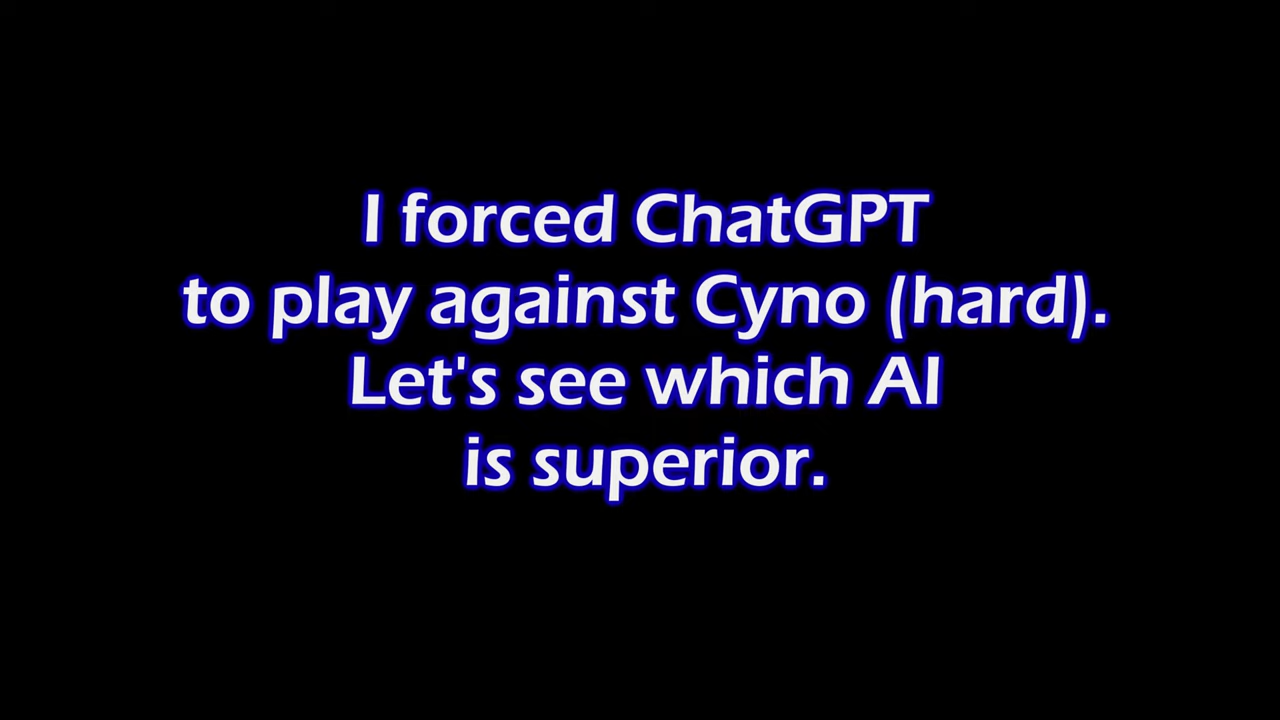 I forced ChatGPT
to play against Cyno (hard).
Let's see which AI
is superior.